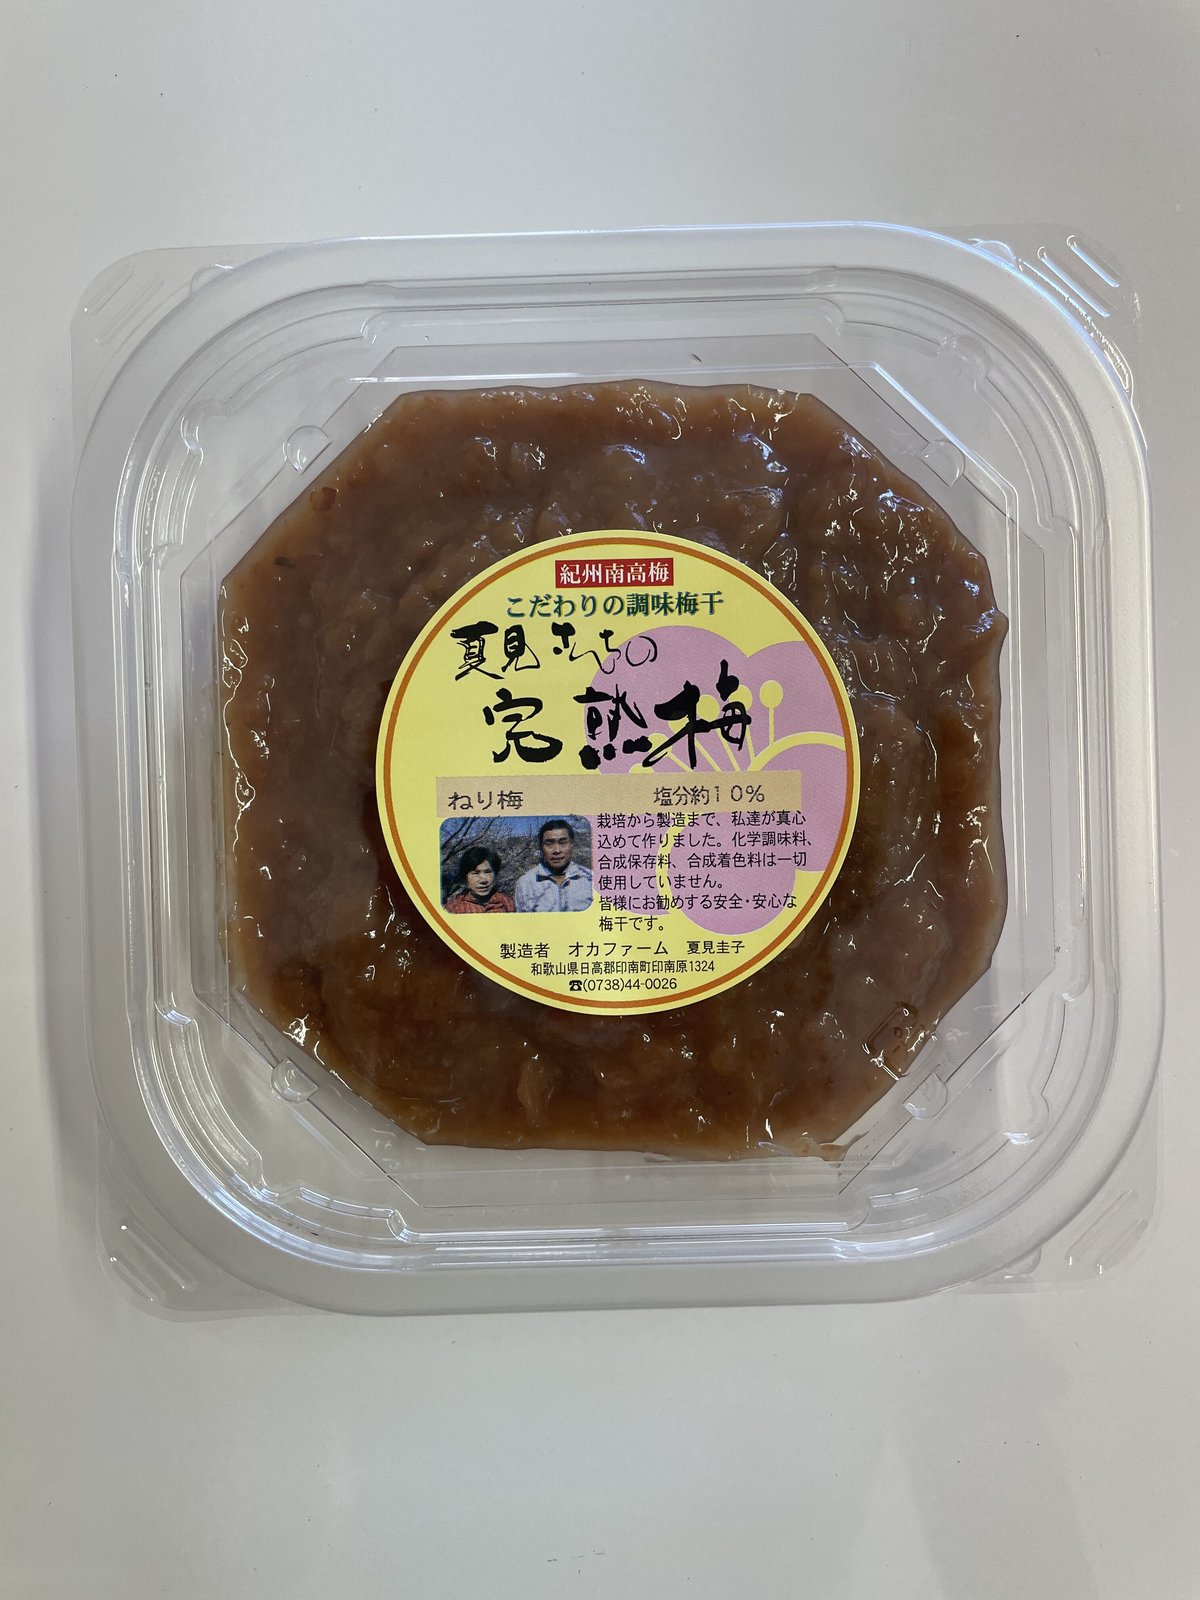 紀州南高梅
こだわりの調味梅干
夏見さんちの
完熟梅
ねり梅 塩分約10%
栽培から製造まで、私達が真心
込めて作りました。化学調味料、
合成保存料、合成着色料は一切
使用していません。
皆様にお勧めする安全・安心な
梅干です。
製造者 オカファーム 夏見圭子
和歌山県日高郡印南町印南原1324
☎(0738)44-0026